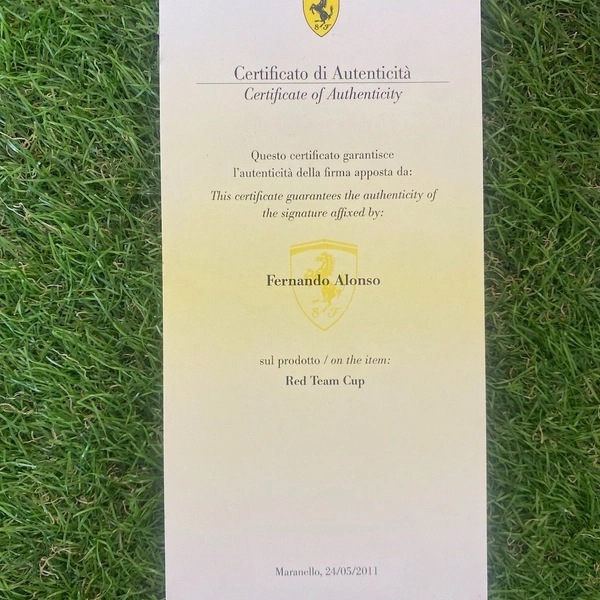 S F
Certificato di Autenticità
Certificate of Authenticity
Questo certificato garantisce
l'autenticità della firma apposta da:
This certificate guarantees the authenticity of
the signature affixed by:
Fernando Alonso
S F
sul prodotto / on the item:
Red Team Cup
Maranello, 24/05/2011